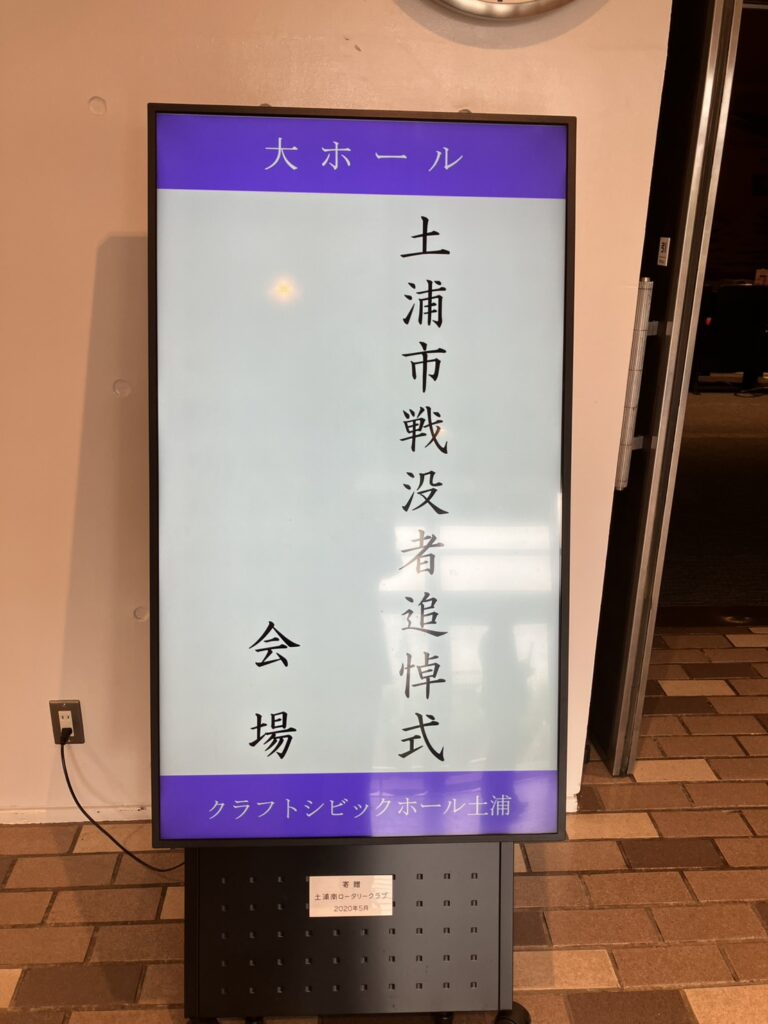 大ホール
土浦市戦没者追悼式
会場
クラフトシビックホール土浦
寄贈
土浦南ロータリークラブ
2020年5月